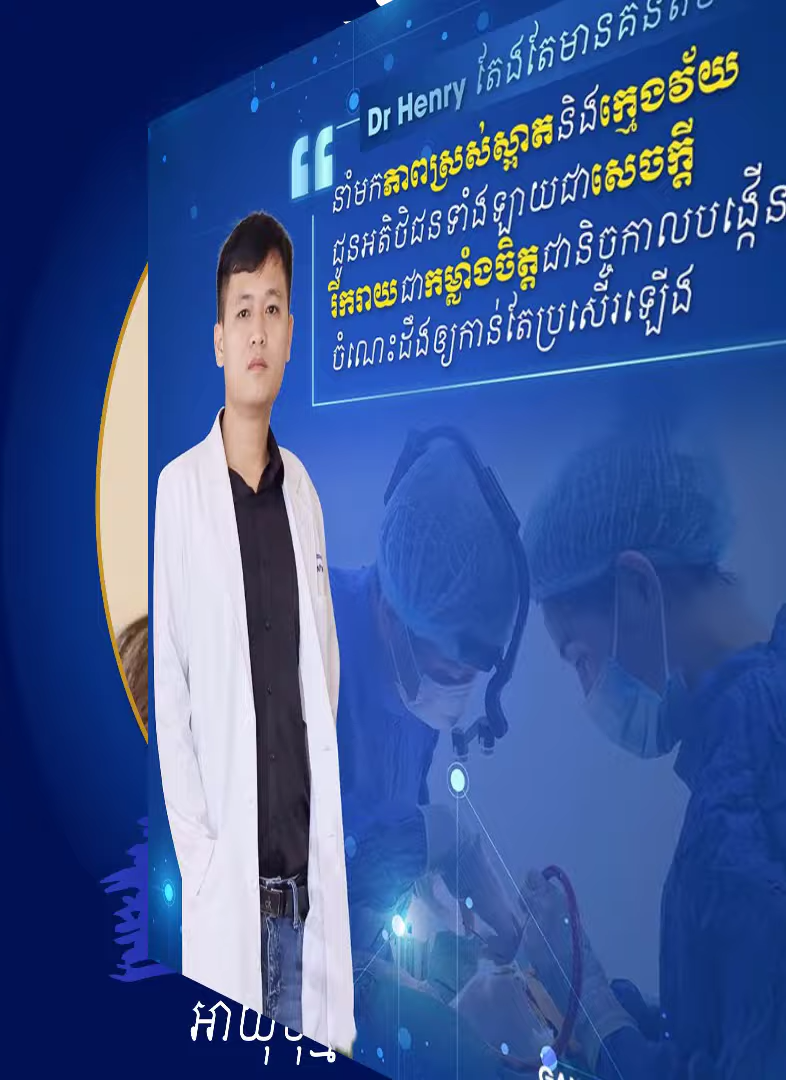 Dr Henry តែងតែមានគំនិត
នាំមកភាពស្រស់ស្អាតនិងក្មេងវ័យ
ជូនអតិថិជនទាំងឡាយជាសេចក្តី
រីករាយជាកម្លាំងចិត្តជានិច្ចកាលបង្កើន
ចំណេះដឹងឲ្យកាន់តែប្រសើរឡើង